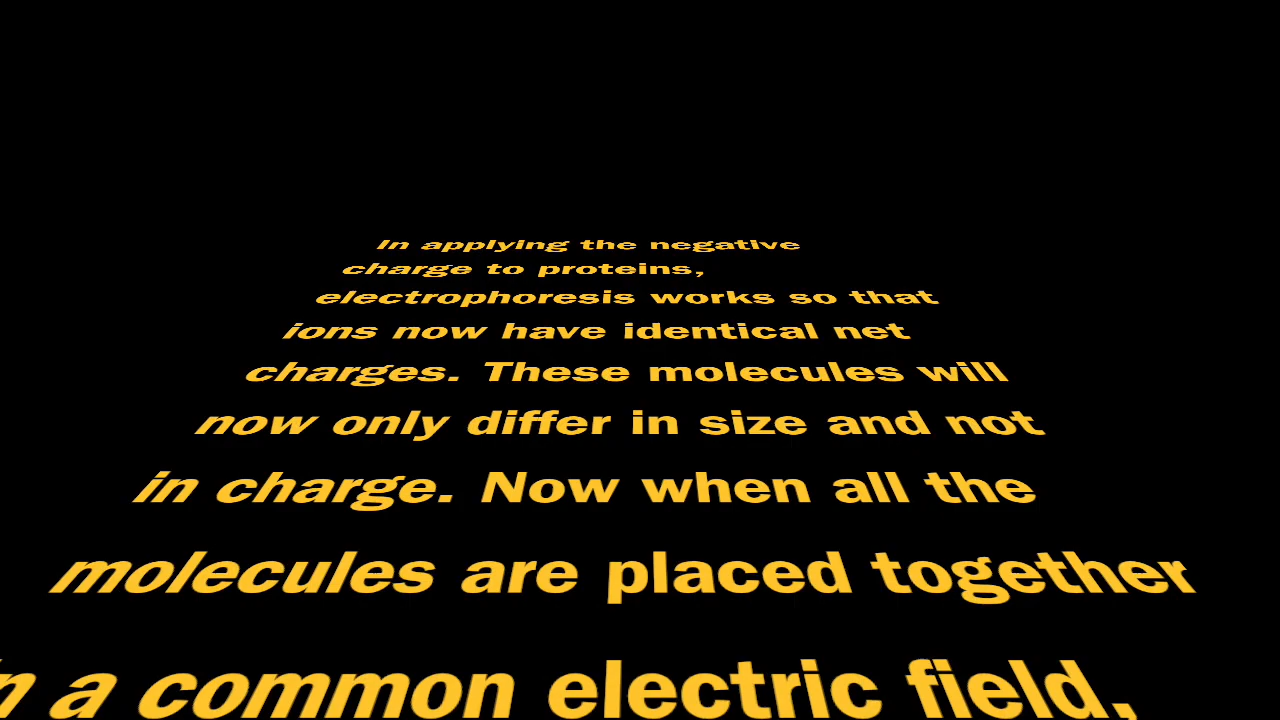 In applying the negative
charge to proteins,
electrophoresis works so that
ions now have identical net
charges. These molecules will
now only differ in size and not
in charge. Now when all the
molecules are placed together
in a common electric field,